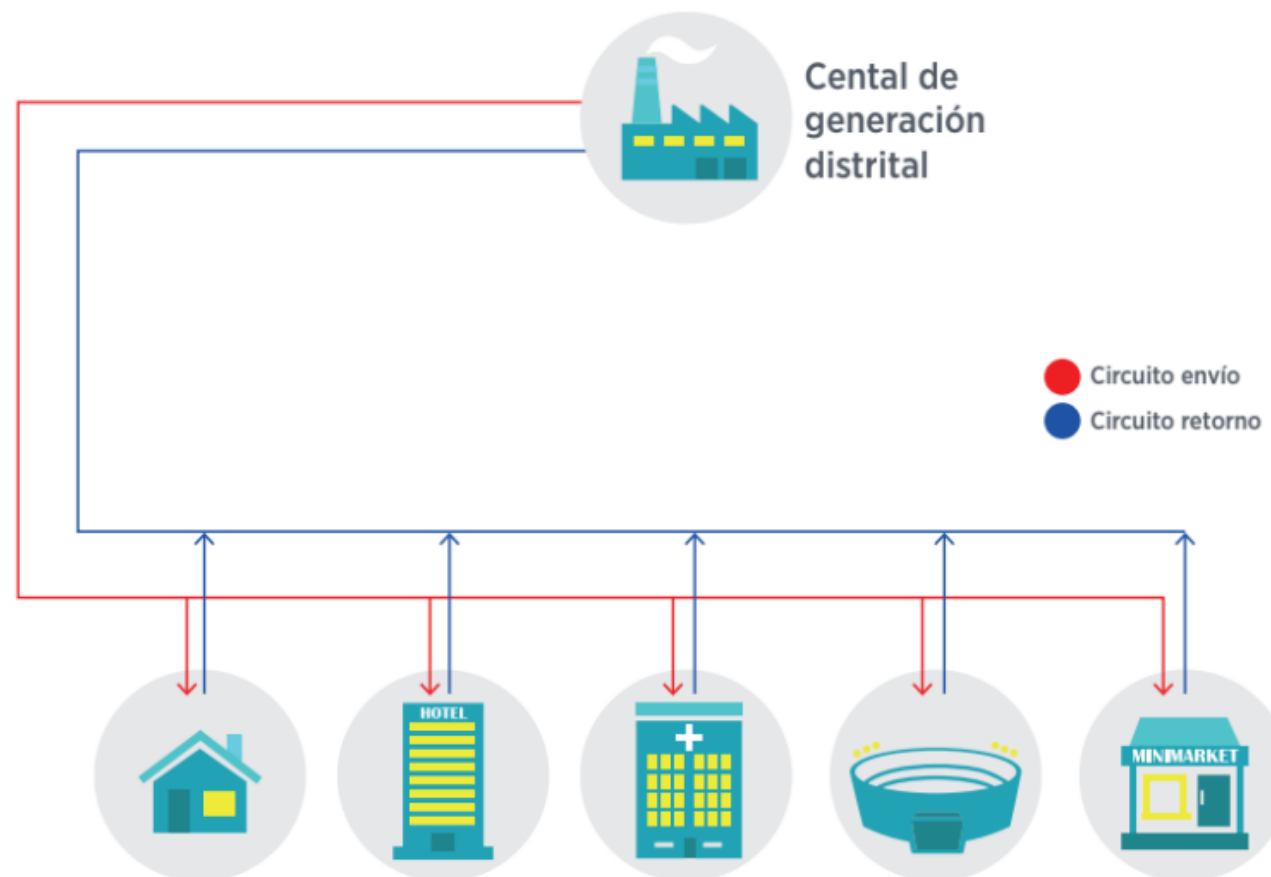 Cental de
generación
distrital
Circuito envío
Circuito retorno
HOTEL
MINIMARKET